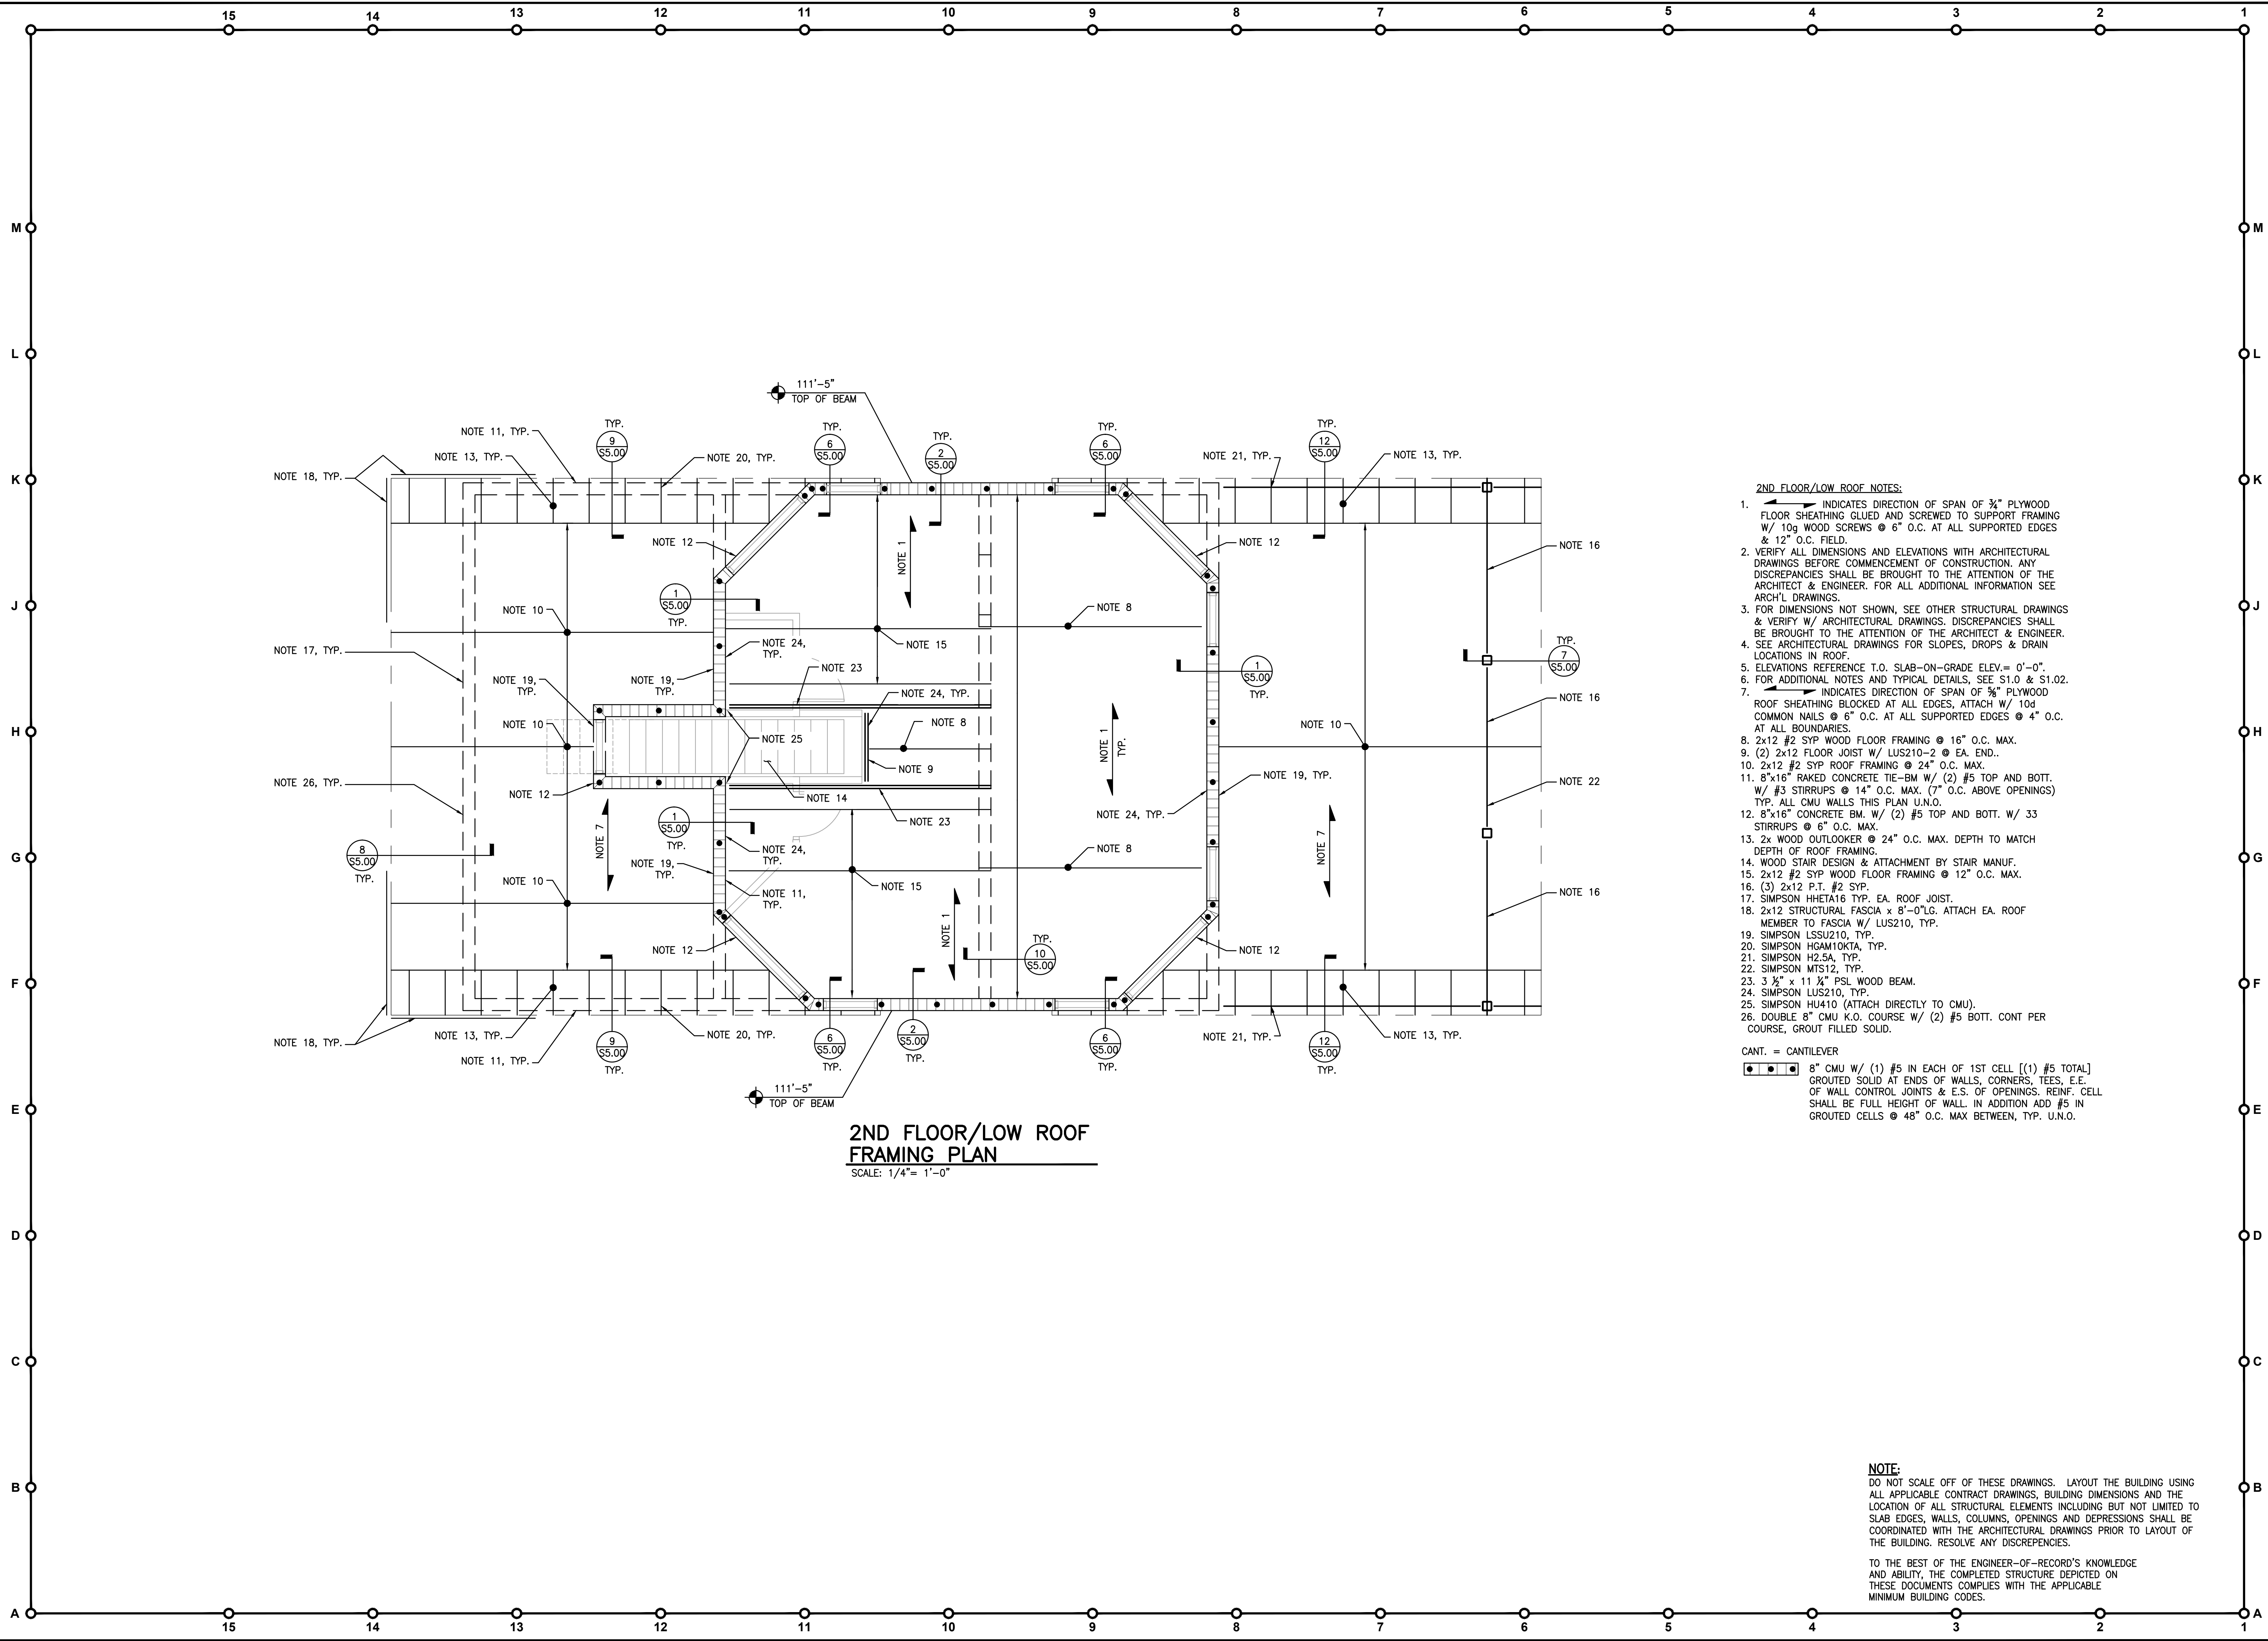 15 14 13 12 11 10 9 8 7 6 5 4 3 2 1
M M
L L
111'-5"
TOP OF BEAM
TYP.
9
S5.00
TYP.
6
S5.00
TYP.
2
S5.00
TYP.
6
S5.00
TYP.
12
S5.00
NOTE 11, TYP.
NOTE 13, TYP.
NOTE 20, TYP.
NOTE 21, TYP.
NOTE 13, TYP.
K K
NOTE 18, TYP.
NOTE 12
NOTE 1
NOTE 12
NOTE 16
1
S5.00
TYP.
J J
NOTE 10
NOTE 8
NOTE 24,
TYP.
NOTE 15
NOTE 17, TYP.
NOTE 23
1
S5.00
TYP.
TYP.
7
S5.00
NOTE 19,
TYP.
NOTE 19,
TYP.
NOTE 24, TYP.
NOTE 16
NOTE 10
NOTE 8
NOTE 10
H H
NOTE 25
NOTE 1
TYP.
NOTE 9
NOTE 19, TYP.
NOTE 26, TYP.
NOTE 22
NOTE 12
NOTE 14
NOTE 24, TYP.
1
S5.00
TYP.
NOTE 23
NOTE 7
NOTE 7
8
S5.00
TYP.
NOTE 24,
TYP.
NOTE 8
G G
NOTE 19,
TYP.
NOTE 10
NOTE 15
NOTE 11,
TYP.
NOTE 16
NOTE 1
NOTE 12
TYP.
10
S5.00
NOTE 12
F F
NOTE 18, TYP.
NOTE 13, TYP.
NOTE 11, TYP.
NOTE 20, TYP.
NOTE 21, TYP.
NOTE 13, TYP.
9
S5.00
TYP.
6
S5.00
TYP.
2
S5.00
TYP.
6
S5.00
TYP.
12
S5.00
TYP.
111'-5"
TOP OF BEAM
E E
2ND FLOOR/LOW ROOF
FRAMING PLAN
SCALE: 1/4"= 1'-0"
2ND FLOOR/LOW ROOF NOTES:
1. INDICATES DIRECTION OF SPAN OF ¾" PLYWOOD
FLOOR SHEATHING GLUED AND SCREWED TO SUPPORT FRAMING
W/ 10g WOOD SCREWS @ 6" O.C. AT ALL SUPPORTED EDGES
& 12" O.C. FIELD.
2. VERIFY ALL DIMENSIONS AND ELEVATIONS WITH ARCHITECTURAL
DRAWINGS BEFORE COMMENCEMENT OF CONSTRUCTION. ANY
DISCREPANCIES SHALL BE BROUGHT TO THE ATTENTION OF THE
ARCHITECT & ENGINEER. FOR ALL ADDITIONAL INFORMATION SEE
ARCH'L DRAWINGS.
3. FOR DIMENSIONS NOT SHOWN, SEE OTHER STRUCTURAL DRAWINGS
& VERIFY W/ ARCHITECTURAL DRAWINGS. DISCREPANCIES SHALL
BE BROUGHT TO THE ATTENTION OF THE ARCHITECT & ENGINEER.
4. SEE ARCHITECTURAL DRAWINGS FOR SLOPES, DROPS & DRAIN
LOCATIONS IN ROOF.
5. ELEVATIONS REFERENCE T.O. SLAB-ON-GRADE ELEV.= 0'-0".
6. FOR ADDITIONAL NOTES AND TYPICAL DETAILS, SEE S1.0 & S1.02.
7. INDICATES DIRECTION OF SPAN OF ⅝" PLYWOOD
ROOF SHEATHING BLOCKED AT ALL EDGES, ATTACH W/ 10d
COMMON NAILS @ 6" O.C. AT ALL SUPPORTED EDGES @ 4" O.C.
AT ALL BOUNDARIES.
8. 2x12 #2 SYP WOOD FLOOR FRAMING @ 16" O.C. MAX.
9. (2) 2x12 FLOOR JOIST W/ LUS210-2 @ EA. END..
10. 2x12 #2 SYP ROOF FRAMING @ 24" O.C. MAX.
11. 8"x16" RAKED CONCRETE TIE-BM W/ (2) #5 TOP AND BOTT.
W/ #3 STIRRUPS @ 14" O.C. MAX. (7" O.C. ABOVE OPENINGS)
TYP. ALL CMU WALLS THIS PLAN U.N.O.
12. 8"x16" CONCRETE BM. W/ (2) #5 TOP AND BOTT. W/ 33
STIRRUPS @ 6" O.C. MAX.
13. 2x WOOD OUTLOOKER @ 24" O.C. MAX. DEPTH TO MATCH
DEPTH OF ROOF FRAMING.
14. WOOD STAIR DESIGN & ATTACHMENT BY STAIR MANUF.
15. 2x12 #2 SYP WOOD FLOOR FRAMING @ 12" O.C. MAX.
16. (3) 2x12 P.T. #2 SYP.
17. SIMPSON HHETA16 TYP. EA. ROOF JOIST.
18. 2x12 STRUCTURAL FASCIA x 8'-0"LG. ATTACH EA. ROOF
MEMBER TO FASCIA W/ LUS210, TYP.
19. SIMPSON LSSU210, TYP.
20. SIMPSON HGAM10KTA, TYP.
21. SIMPSON H2.5A, TYP.
22. SIMPSON MTS12, TYP.
23. 3 ½" x 11 ¼" PSL WOOD BEAM.
24. SIMPSON LUS210, TYP.
25. SIMPSON HU410 (ATTACH DIRECTLY TO CMU).
26. DOUBLE 8" CMU K.O. COURSE W/ (2) #5 BOTT. CONT PER
COURSE, GROUT FILLED SOLID.
CANT. = CANTILEVER
8" CMU W/ (1) #5 IN EACH OF 1ST CELL [(1) #5 TOTAL]
GROUTED SOLID AT ENDS OF WALLS, CORNERS, TEES, E.E.
OF WALL CONTROL JOINTS & E.S. OF OPENINGS. REINF. CELL
SHALL BE FULL HEIGHT OF WALL. IN ADDITION ADD #5 IN
GROUTED CELLS @ 48" O.C. MAX BETWEEN, TYP. U.N.O.
D D
C C
B B
NOTE:
DO NOT SCALE OFF OF THESE DRAWINGS. LAYOUT THE BUILDING USING
ALL APPLICABLE CONTRACT DRAWINGS, BUILDING DIMENSIONS AND THE
LOCATION OF ALL STRUCTURAL ELEMENTS INCLUDING BUT NOT LIMITED TO
SLAB EDGES, WALLS, COLUMNS, OPENINGS AND DEPRESSIONS SHALL BE
COORDINATED WITH THE ARCHITECTURAL DRAWINGS PRIOR TO LAYOUT OF
THE BUILDING. RESOLVE ANY DISCREPENCIES.
TO THE BEST OF THE ENGINEER-OF-RECORD'S KNOWLEDGE
AND ABILITY, THE COMPLETED STRUCTURE DEPICTED ON
THESE DOCUMENTS COMPLIES WITH THE APPLICABLE
MINIMUM BUILDING CODES.
A A
15 14 13 12 11 10 9 8 7 6 5 4 3 2 1